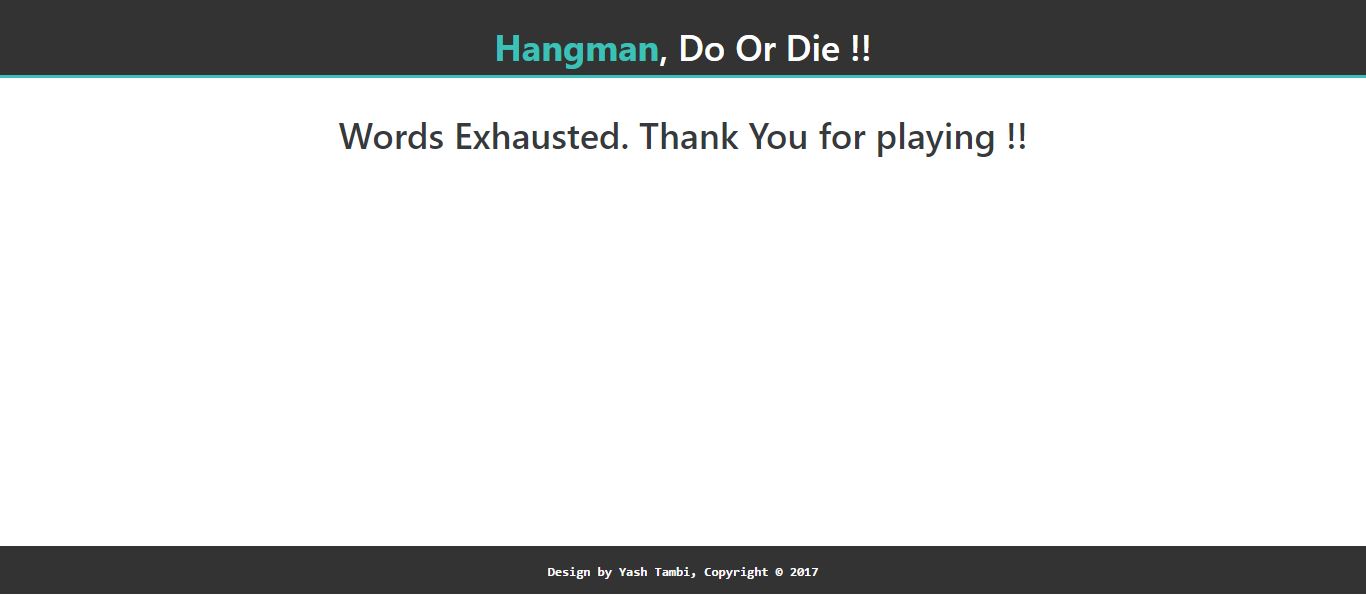 Hangman, Do Or Die !!
Words Exhausted. Thank You for playing !!
Design by Yash Tambi, Copyright © 2017